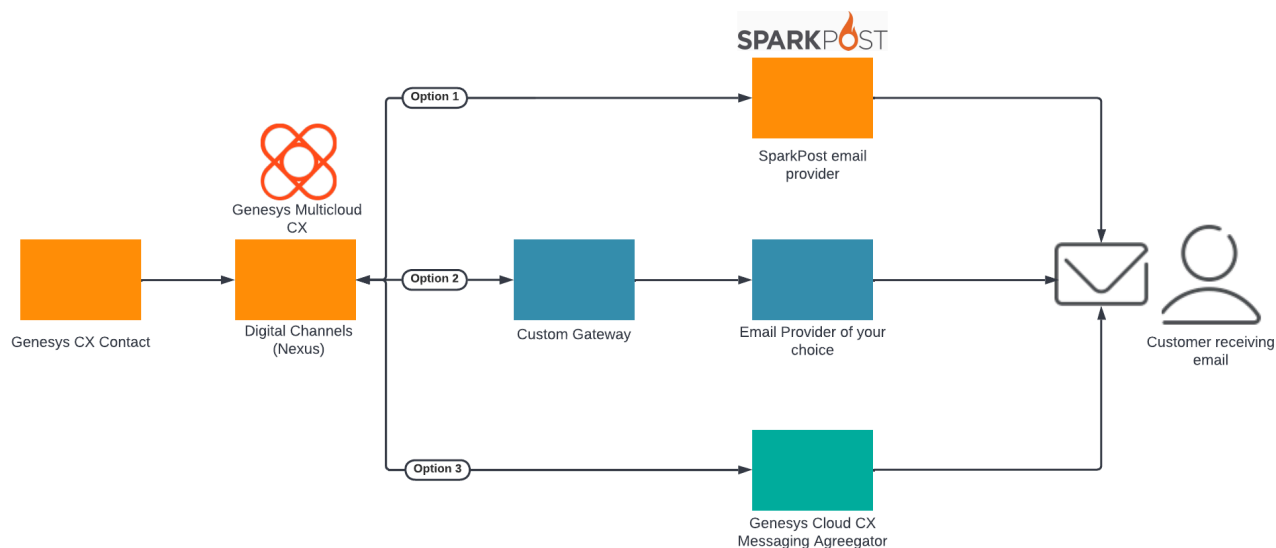 SPARKPOST
Option 1
SparkPost email
provider
Genesys Multicloud
CX
Genesys CX Contact
Digital Channels
(Nexus)
Option 2
Custom Gateway
Email Provider of your
choice
Customer receiving
email
Option 3
Genesys Cloud CX
Messaging Agreegator